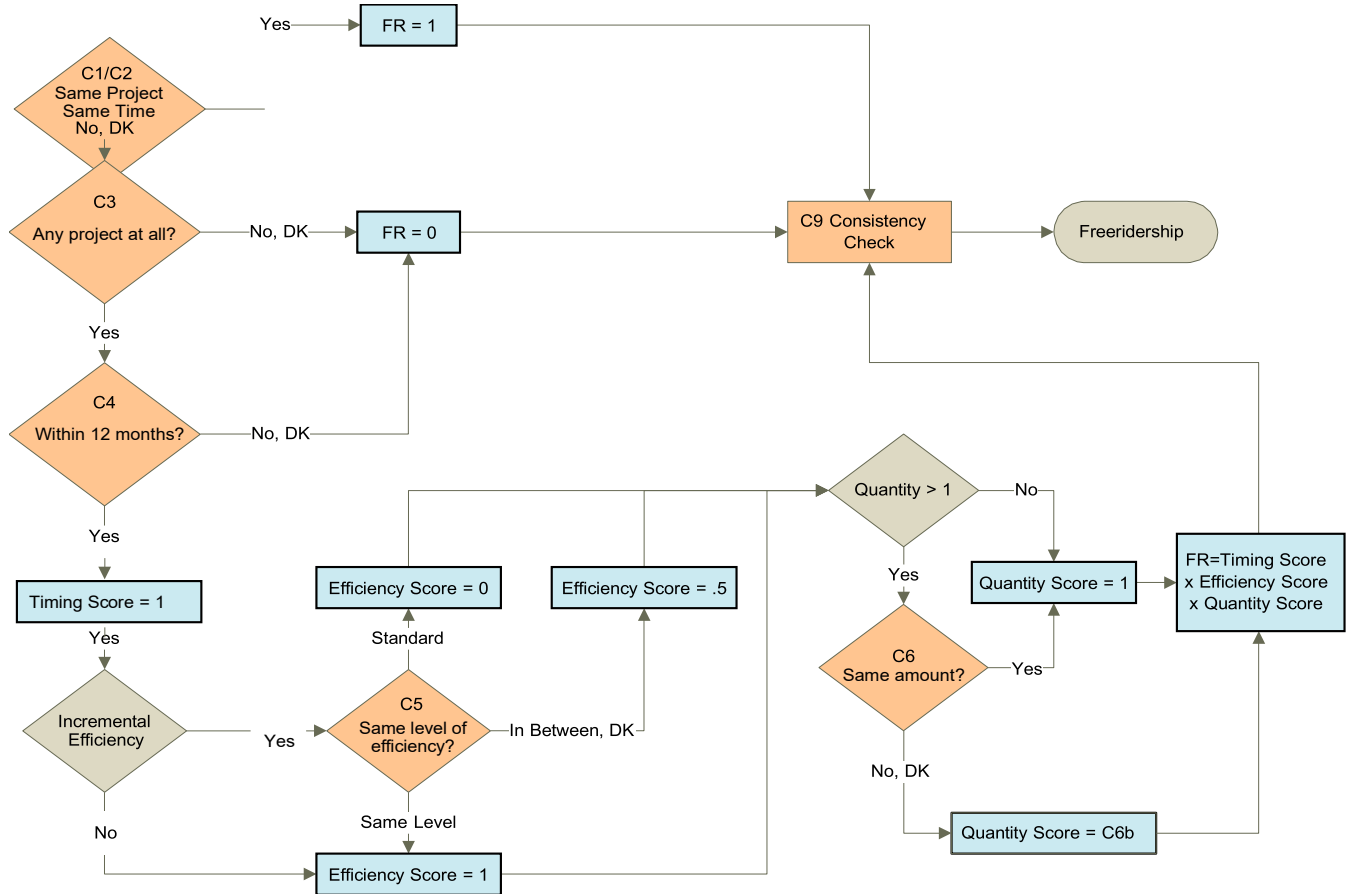 Yes
FR = 1
C1/C2
Same Project
Same Time
No, DK
C3
Any project at all?
No, DK
FR = 0
C9 Consistency
Check
Freeridership
Yes
C4
Within 12 months?
No, DK
Yes
Timing Score = 1
Yes
Incremental
Efficiency
Yes
No
Efficiency Score = 0
Standard
C5
Same level of
efficiency?
In Between, DK
Efficiency Score = .5
Same Level
Efficiency Score = 1
Quantity > 1
No
Yes
Quantity Score = 1
C6
Same amount?
Yes
No, DK
Quantity Score = C6b
FR=Timing Score
x Efficiency Score
x Quantity Score